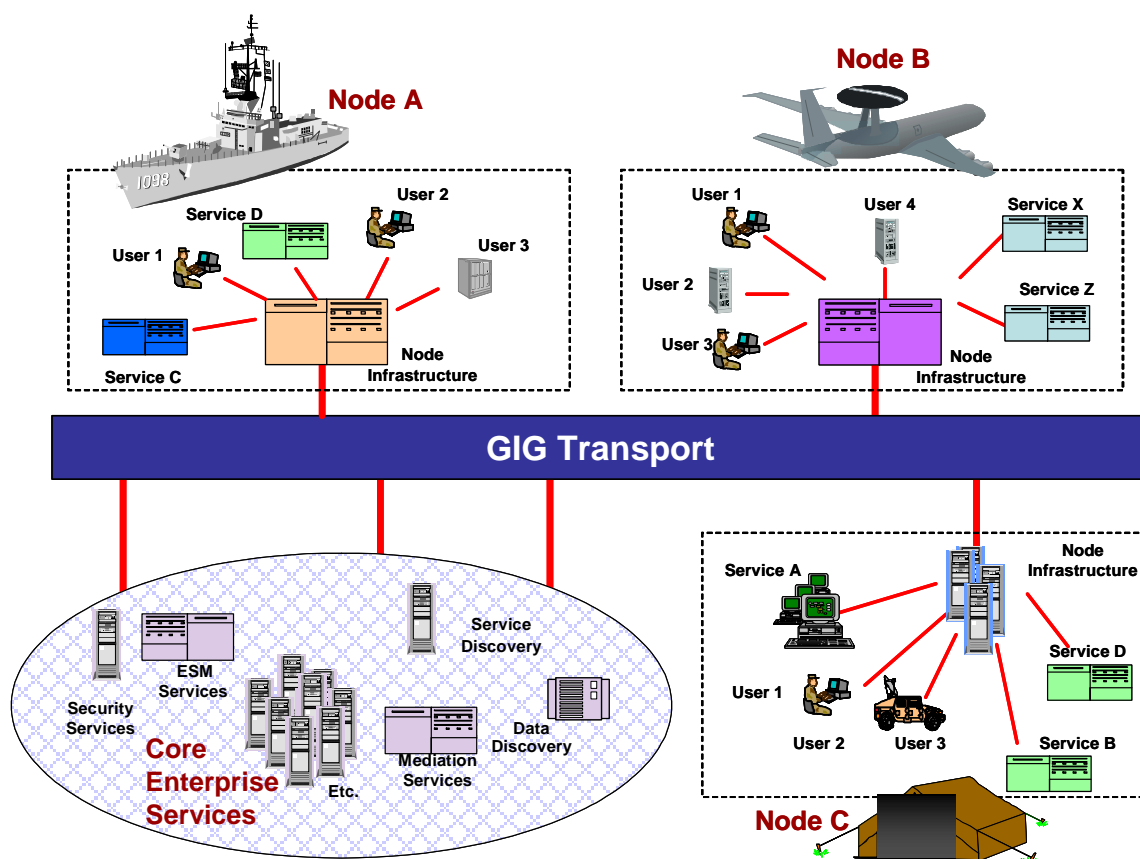 Node A
1098
User 2
Service D
User 1
User 3
Service C
Node
Infrastructure
Node B
User 1
User 4
Service X
User 2
Service Z
User 3
Node
Infrastructure
GIG Transport
Service
Discovery
ESM
Services
Security
Services
Data
Discovery
Mediation
Services
Etc.
Core
Enterprise
Services
Node
Infrastructure
Service A
Service D
User 1
User 2
User 3
Service B
Node C